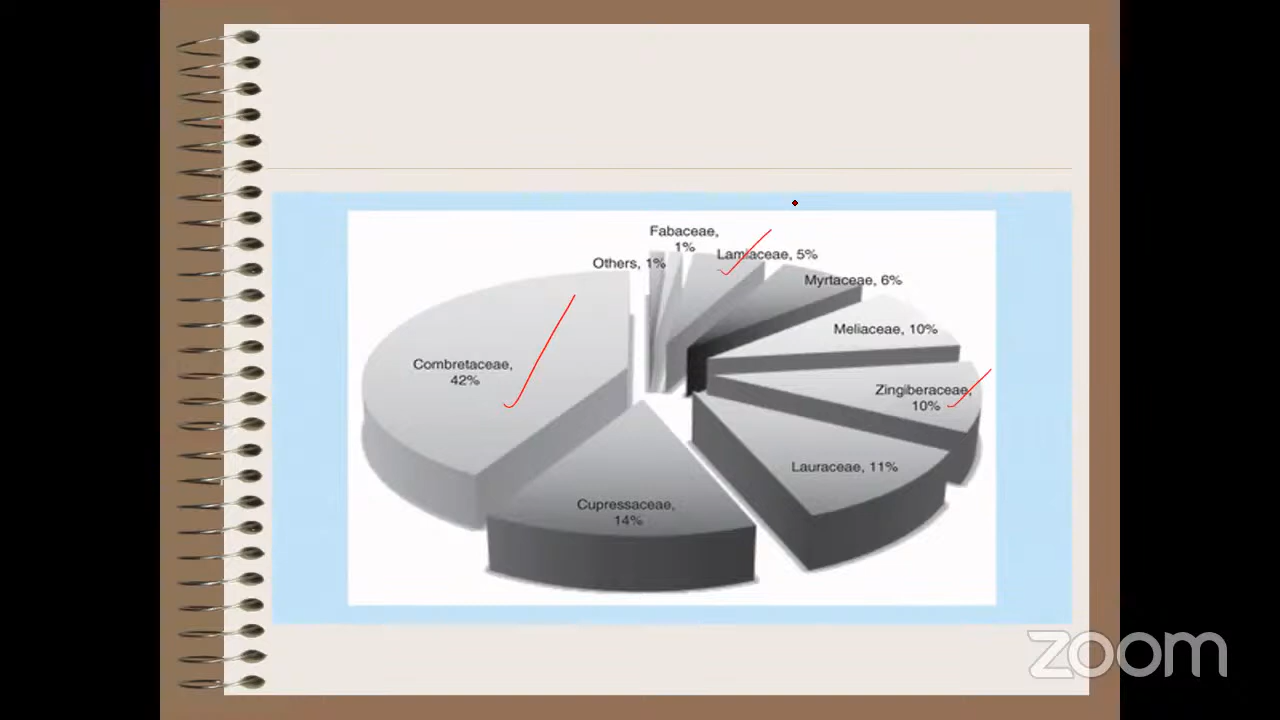 Fabaceae,
1%
Others, 1%
Lamiaceae, 5%
Myrtaceae, 6%
Meliaceae, 10%
Combretaceae,
42%
Zingiberaceae,
10%
Lauraceae, 11%
Cupressaceae,
14%
zoom